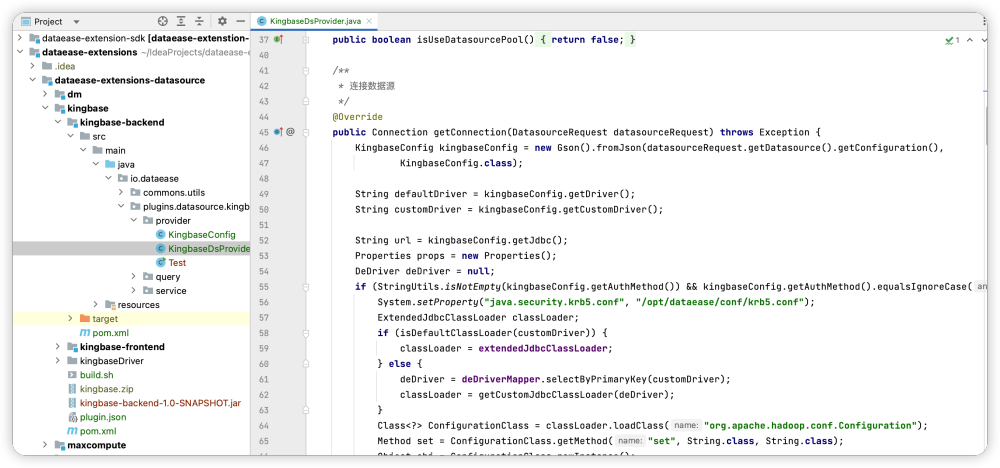 Project
KingbaseDsProvider.java
dataease-extension-sdk [dataease-extenstion-
dataease-extensions ~/IdeaProjects/dataease-e
.idea
dataease-extensions-datasource
dm
kingbase
kingbase-backend
src
main
java
io.dataease
commons.utils
plugins.datasource.kingb
provider
KingbaseConfig
KingbaseDsProvide
Test
query
service
resources
target
pom.xml
kingbase-frontend
kingbaseDriver
build.sh
kingbase.zip
kingbase-backend-1.0-SNAPSHOT.jar
plugin.json
pom.xml
maxcompute
1
37 public boolean isUseDatasourcePool() { return false; }
40
41 /**
42 * 连接数据源
43 */
44 @Override
45 @ public Connection getConnection(DatasourceRequest datasourceRequest) throws Exception {
46 KingbaseConfig kingbaseConfig = new Gson().fromJson(datasourceRequest.getDatasource().getConfiguration(),
47 KingbaseConfig.class);
48
49 String defaultDriver = kingbaseConfig.getDriver();
50 String customDriver = kingbaseConfig.getCustomDriver();
51
52 String url = kingbaseConfig.getJdbc();
53 Properties props = new Properties();
54 DeDriver deDriver = null;
55 if (StringUtils.isNotEmpty(kingbaseConfig.getAuthMethod()) && kingbaseConfig.getAuthMethod().equalsIgnoreCase( an
56 System.setProperty("java.security.krb5.conf", "/opt/dataease/conf/krb5.conf");
57 ExtendedJdbcClassLoader classLoader;
58 if (isDefaultClassLoader(customDriver)) {
59 classLoader = extendedJdbcClassLoader;
60 } else {
61 deDriver = deDriverMapper.selectByPrimaryKey(customDriver);
62 classLoader = getCustomJdbcClassLoader(deDriver);
63 }
64 Class<?> ConfigurationClass = classLoader.loadClass( name: "org.apache.hadoop.conf.Configuration");
65 Method set = ConfigurationClass.getMethod( name: "set", String.class, String.class);